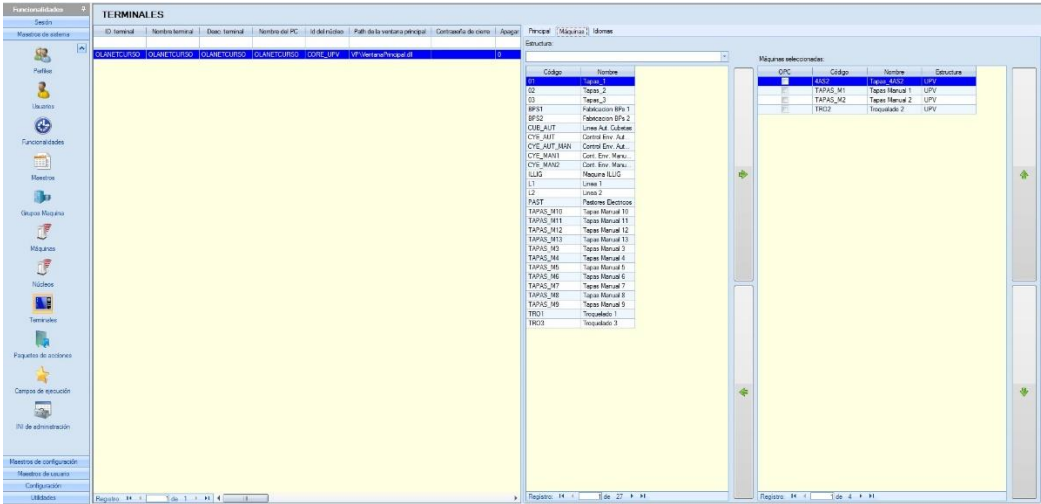 Funcionalidades
Sesión
Maestros de sistema
Perfiles
Usuarios
Funcionalidades
Maestros
Grupos Maquina
Máquinas
Núcleos
Terminales
Paquetes de acciones
Campos de ejecución
INI de administración
Maestros de configuración
Maestros de usuario
Configuración
Utilidades
TERMINALES
ID. terminal Nombre terminal Desc. terminal Nombre del PC Id del núcleo Path de la ventana principal Contraseña de cierre Apagar
OLANETCURSO OLANETCURSO OLANETCURSO OLANETCURSO CORE_UPV VP\VentanaPrincipal.dll 0
Registro: 1 de 1
Principal Máquinas Idiomas
Estructura:
Código Nombre
01 Tapas_1
02 Tapas_2
03 Tapas_3
BPS1 Fabricacion BPs 1
BPS2 Fabricacion BPs 2
CUB_AUT Linea Aut. Cubetas
CYE_AUT Control Env. Aut...
CYE_AUT_MAN Control Env. Aut...
CYE_MAN1 Cont. Env. Manu...
CYE_MAN2 Cont. Env. Manu...
ILLIG Maquina ILLIG
L1 Linea 1
L2 Linea 2
PAST Pastores Electricos
TAPAS_M10 Tapas Manual 10
TAPAS_M11 Tapas Manual 11
TAPAS_M12 Tapas Manual 12
TAPAS_M13 Tapas Manual 13
TAPAS_M3 Tapas Manual 3
TAPAS_M4 Tapas Manual 4
TAPAS_M5 Tapas Manual 5
TAPAS_M6 Tapas Manual 6
TAPAS_M7 Tapas Manual 7
TAPAS_M8 Tapas Manual 8
TAPAS_M9 Tapas Manual 9
TRO1 Troquelado 1
TRO3 Troquelado 3
Registro: 1 de 27
Máquinas seleccionadas:
OPC Código Nombre Estructura
4AS2 Tapas_4AS2 UPV
TAPAS_M1 Tapas Manual 1 UPV
TAPAS_M2 Tapas Manual 2 UPV
TRO2 Troquelado 2 UPV
Registro: 1 de 4